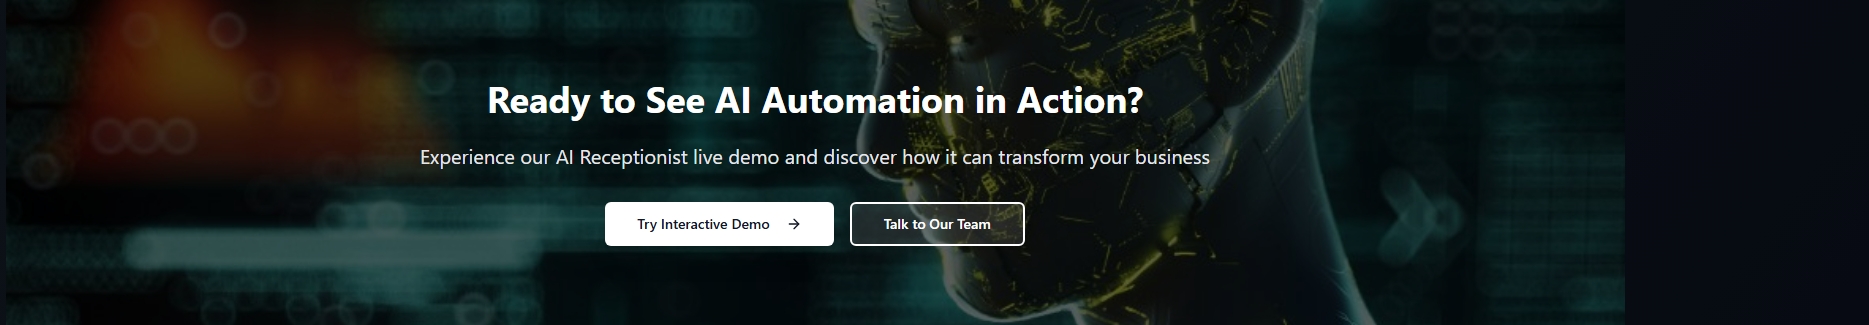 Ready to See AI Automation in Action?
Experience our AI Receptionist live demo and discover how it can transform your business
Try Interactive Demo →
Talk to Our Team